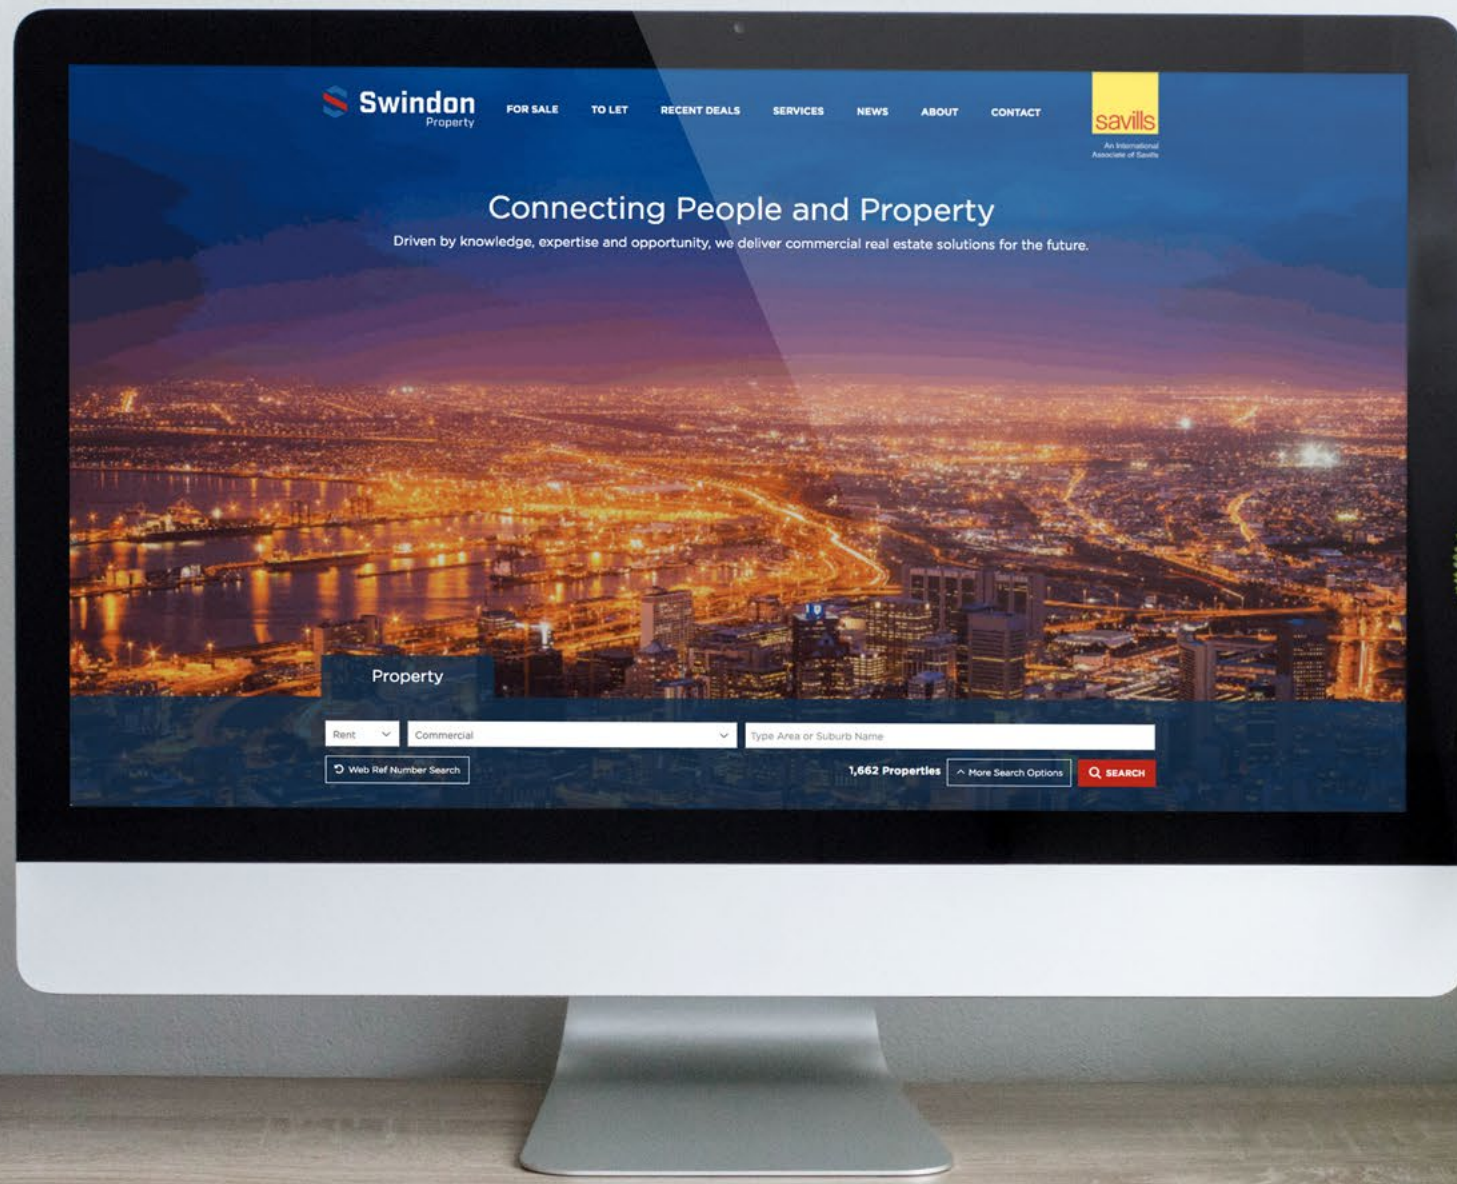 Swindon
Property
FOR SALE
TO LET
RECENT DEALS
SERVICES
NEWS
ABOUT
CONTACT
savills
An International
Associate of Savills
Connecting People and Property
Driven by knowledge, expertise and opportunity, we deliver commercial real estate solutions for the future.
Property
Rent
Commercial
Type Area or Suburb Name
Web Ref Number Search
1,662 Properties
More Search Options
SEARCH